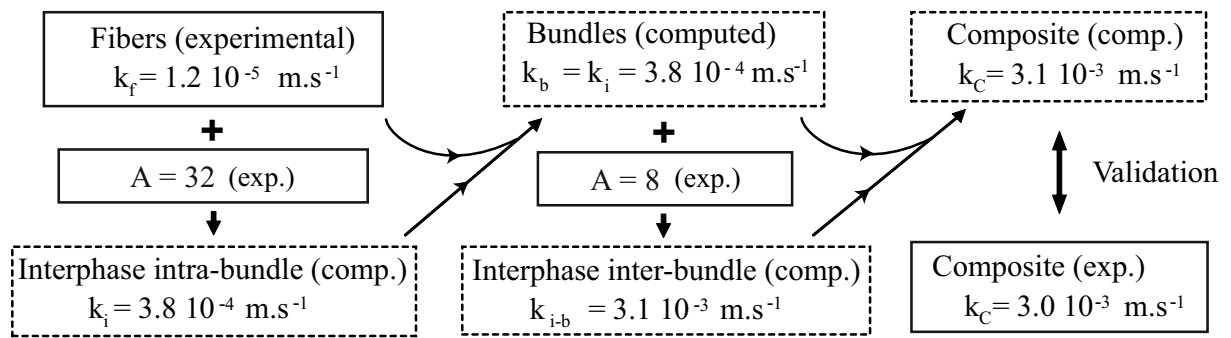 Fibers (experimental)
k_f = 1.2 10^-5 m.s^-1
+
A = 32 (exp.)
Interphase intra-bundle (comp.)
k_i = 3.8 10^-4 m.s^-1
Bundles (computed)
k_b = k_i = 3.8 10^-4 m.s^-1
+
A = 8 (exp.)
Interphase inter-bundle (comp.)
k_i-b = 3.1 10^-3 m.s^-1
Composite (comp.)
k_C = 3.1 10^-3 m.s^-1
Validation
Composite (exp.)
k_C = 3.0 10^-3 m.s^-1